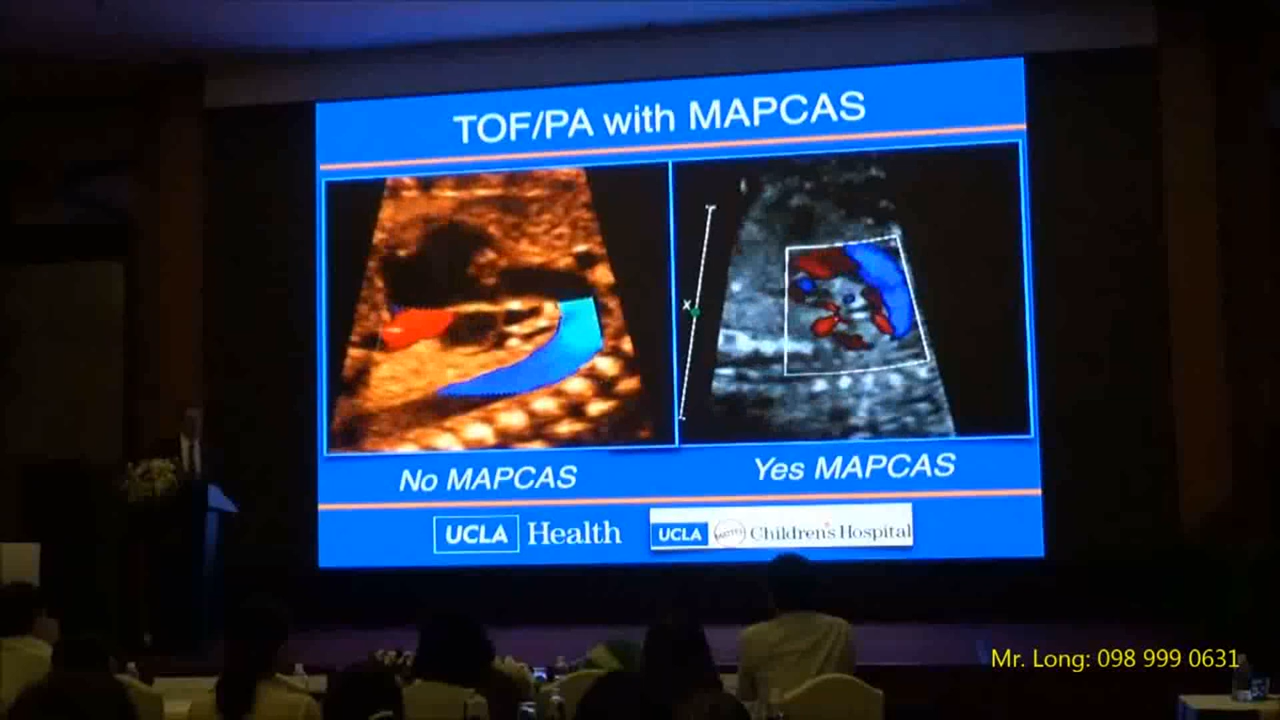 TOF/PA with MAPCAS
X
No MAPCAS
Yes MAPCAS
UCLA Health
UCLA Children's Hospital
Mr. Long: 098 999 0631